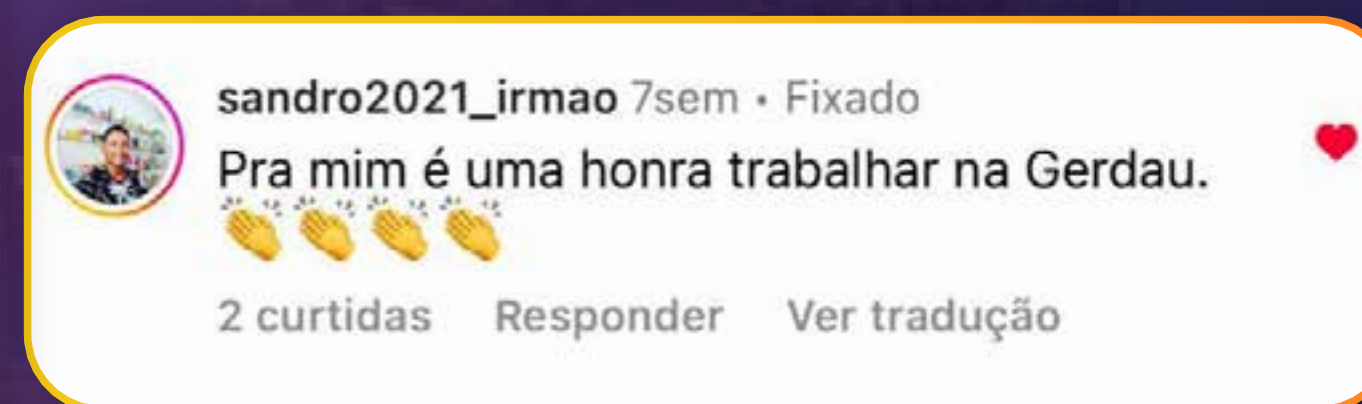 sandro2021_irmao 7sem • Fixado
Pra mim é uma honra trabalhar na Gerdau.
👏👏👏👏
2 curtidas Responder Ver tradução